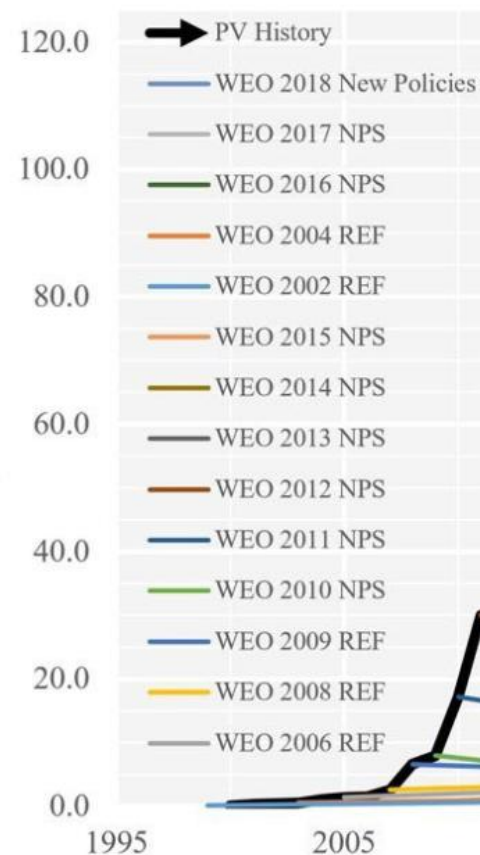 120.0
PV History
WEO 2018 New Policies
WEO 2017 NPS
100.0
WEO 2016 NPS
WEO 2004 REF
80.0
WEO 2002 REF
WEO 2015 NPS
WEO 2014 NPS
60.0
WEO 2013 NPS
WEO 2012 NPS
40.0
WEO 2011 NPS
WEO 2010 NPS
WEO 2009 REF
20.0
WEO 2008 REF
WEO 2006 REF
0.0
1995 2005